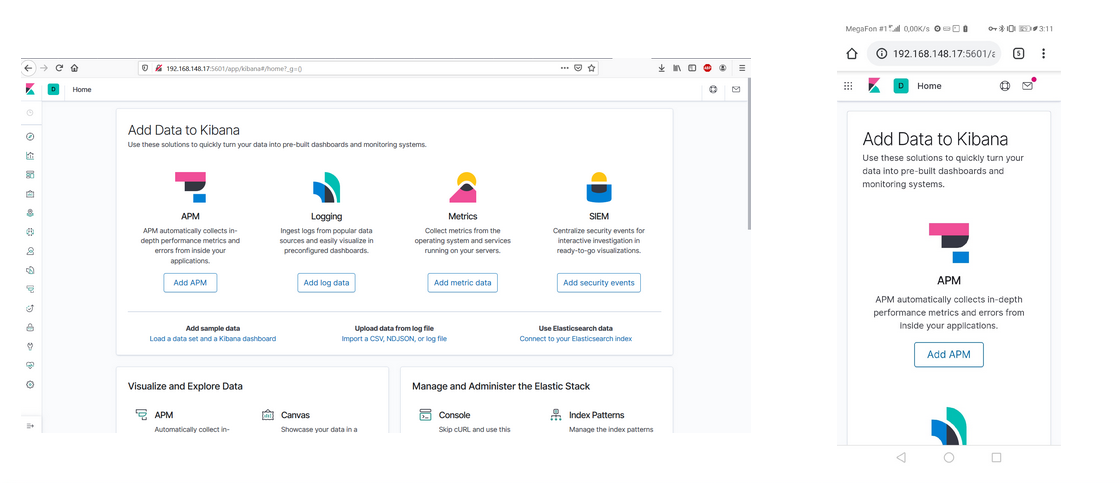 192.168.148.17:5601/app/kibana#/home?_g=()
D
Home
Add Data to Kibana
Use these solutions to quickly turn your data into pre-built dashboards and monitoring systems.
APM
APM automatically collects in-
depth performance metrics and
errors from inside your
applications.
Add APM
Logging
Ingest logs from popular data
sources and easily visualize in
preconfigured dashboards.
Add log data
Metrics
Collect metrics from the
operating system and services
running on your servers.
Add metric data
SIEM
Centralize security events for
interactive investigation in
ready-to-go visualizations.
Add security events
Add sample data
Load a data set and a Kibana dashboard
Upload data from log file
Import a CSV, NDJSON, or log file
Use Elasticsearch data
Connect to your Elasticsearch index
Visualize and Explore Data
APM
Automatically collect in-
Canvas
Showcase your data in a
Manage and Administer the Elastic Stack
Console
Skip cURL and use this
Index Patterns
Manage the index patterns
MegaFon #1 0,00K/s 3:11
192.168.148.17:5601/a
5
D
Home
Add Data to Kibana
Use these solutions to quickly turn your
data into pre-built dashboards and
monitoring systems.
APM
APM automatically collects in-depth
performance metrics and errors from
inside your applications.
Add APM